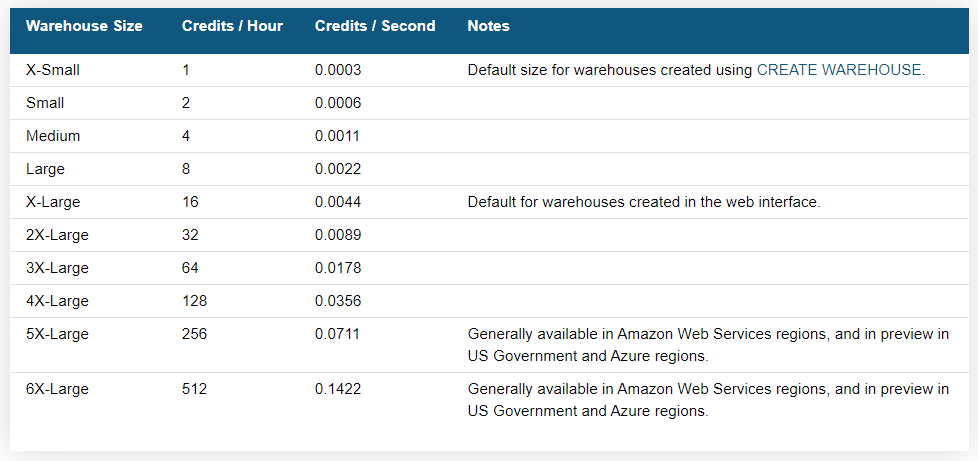 Warehouse Size Credits / Hour Credits / Second Notes
X-Small 1 0.0003 Default size for warehouses created using CREATE WAREHOUSE.
Small 2 0.0006
Medium 4 0.0011
Large 8 0.0022
X-Large 16 0.0044 Default for warehouses created in the web interface.
2X-Large 32 0.0089
3X-Large 64 0.0178
4X-Large 128 0.0356
5X-Large 256 0.0711 Generally available in Amazon Web Services regions, and in preview in
US Government and Azure regions.
6X-Large 512 0.1422 Generally available in Amazon Web Services regions, and in preview in
US Government and Azure regions.